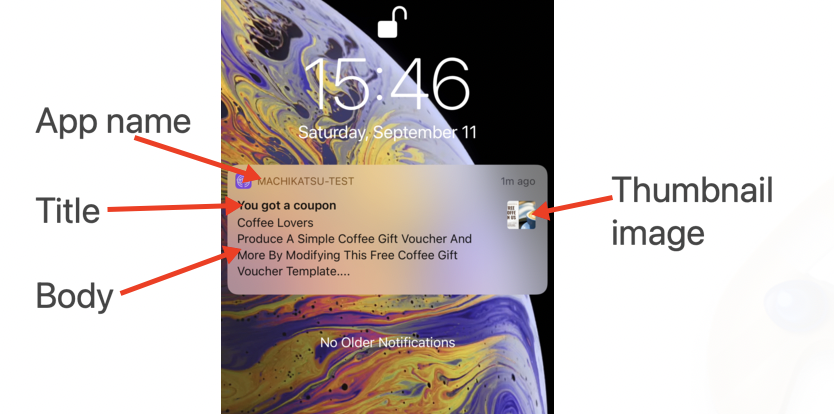 15:46
Saturday, September 11
App name
MACHIKATSU-TEST
1m ago
Title
You got a coupon
Coffee Lovers
Produce A Simple Coffee Gift Voucher And
More By Modifying This Free Coffee Gift
Voucher Template....
Body
Thumbnail
image
No Older Notifications